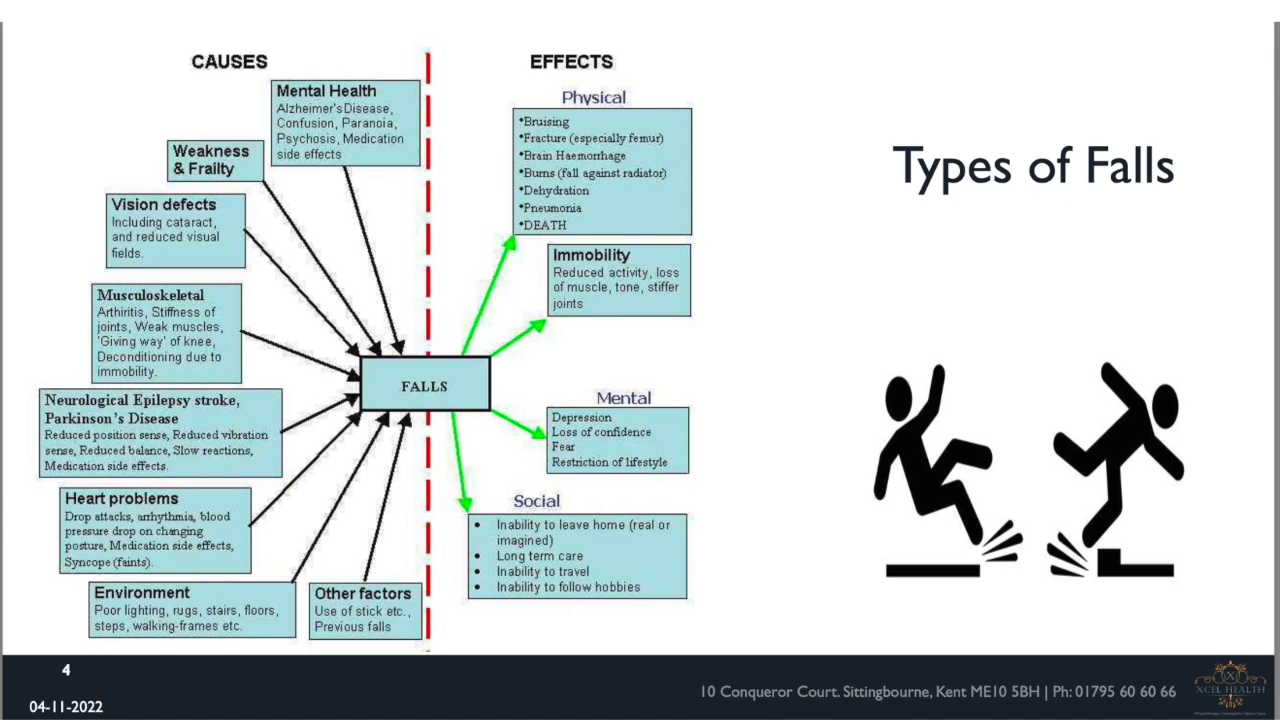 CAUSES
Mental Health
Alzheimer's Disease,
Confusion, Paranoia,
Psychosis, Medication
side effects
Weakness
& Frailty
Vision defects
Including cataract,
and reduced visual
fields.
Musculoskeletal
Arthiritis, Stiffness of
joints, Weak muscles,
'Giving way' of knee,
Deconditioning due to
immobility.
Neurological Epilepsy stroke,
Parkinson's Disease
Reduced position sense, Reduced vibration
sense, Reduced balance, Slow reactions,
Medication side effects.
Heart problems
Drop attacks, arrhythmia, blood
pressure drop on changing
posture, Medication side effects,
Syncope (faints).
Environment
Poor lighting, rugs, stairs, floors,
steps, walking-frames etc.
Other factors
Use of stick etc.,
Previous falls
FALLS
EFFECTS
Physical
•Bruising
•Fracture (especially femur)
•Brain Haemorrhage
•Burns (fall against radiator)
•Dehydration
•Pneumonia
•DEATH
Immobility
Reduced activity, loss
of muscle, tone, stiffer
joints
Mental
Depression
Loss of confidence
Fear
Restriction of lifestyle
Social
• Inability to leave home (real or
imagined)
• Long term care
• Inability to travel
• Inability to follow hobbies
Types of Falls
4
04-11-2022
10 Conqueror Court. Sittingbourne, Kent ME10 5BH | Ph: 01795 60 60 66
X
XCEL HEALTH